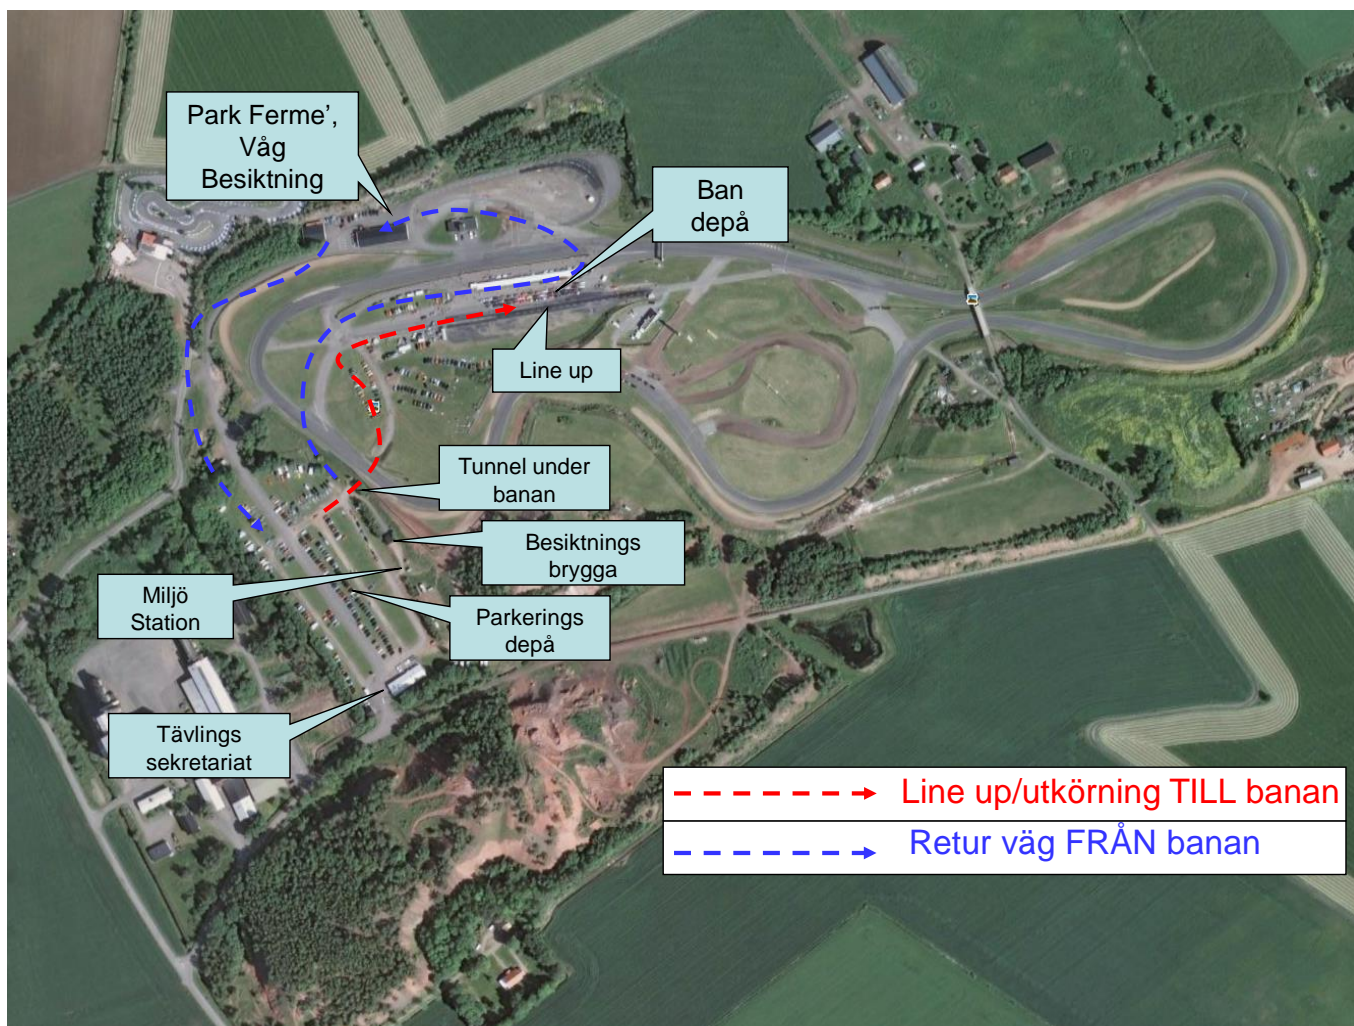 Park Ferme’,
Våg
Besiktning
Ban
depå
Line up
Tunnel under
banan
Besiktnings
brygga
Miljö
Station
Parkerings
depå
Tävlings
sekretariat
Line up/utkörning TILL banan
Retur väg FRÅN banan